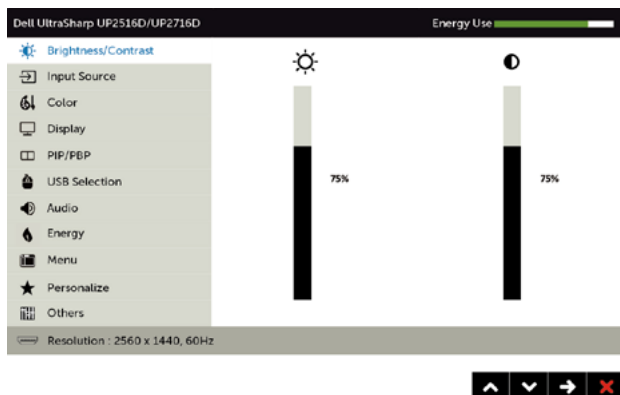 Dell UltraSharp UP2516D/UP2716D Energy Use
Brightness/Contrast
Input Source
Color
Display
PIP/PBP
USB Selection
Audio
Energy
Menu
Personalize
Others
75% 75%
Resolution : 2560 x 1440, 60Hz